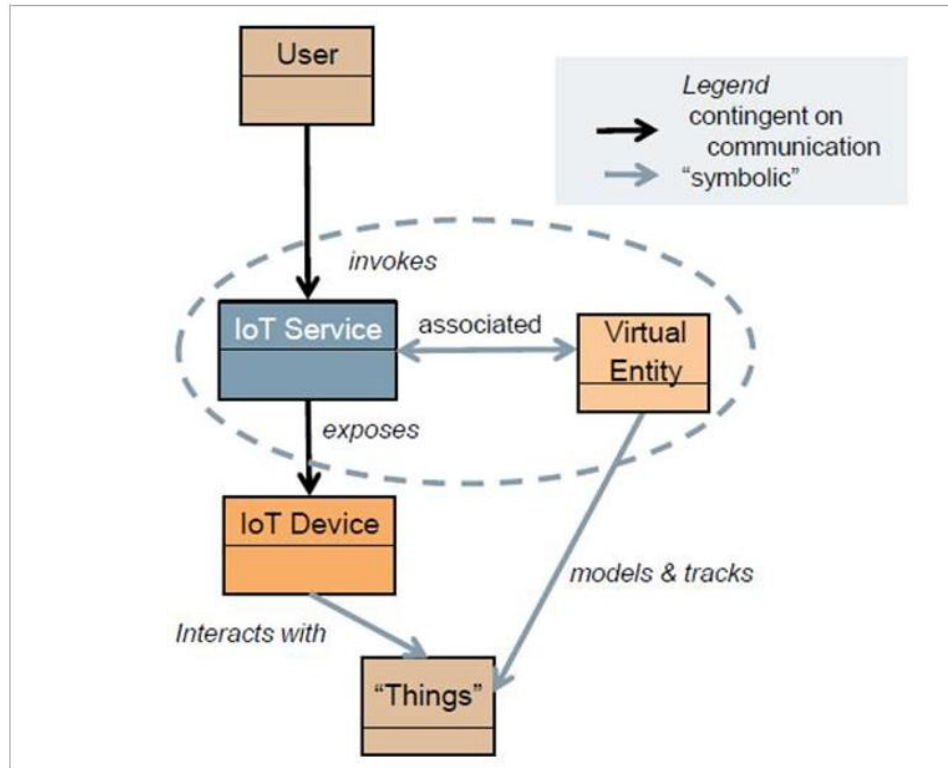 User
Legend
contingent on
communication
"symbolic"
invokes
IoT Service
associated
Virtual
Entity
exposes
IoT Device
models & tracks
Interacts with
“Things”